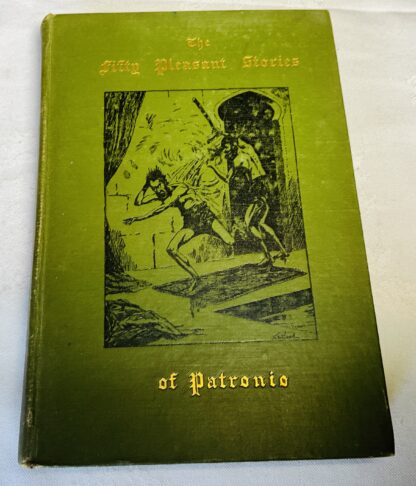 The
Fifty Pleasant Stories
of Patronio